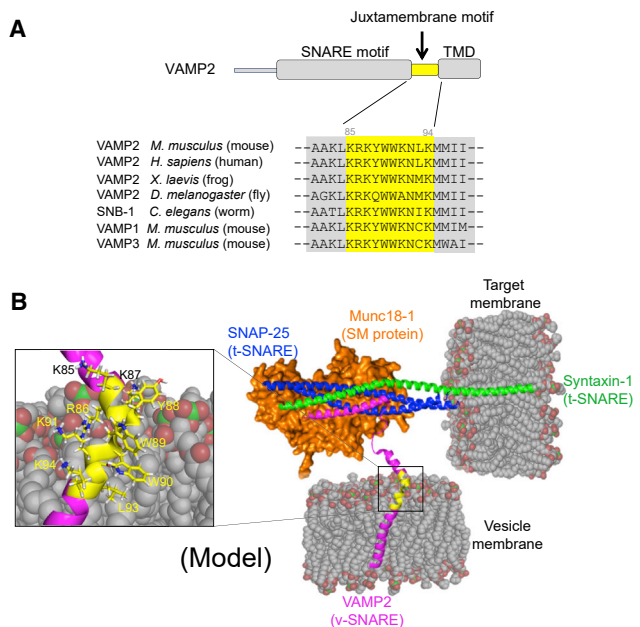 A
Juxtamembrane motif
SNARE motif
TMD
VAMP2
85 94
VAMP2 M. musculus (mouse) --AAKLKRKYWWKNLKMMII--
VAMP2 H. sapiens (human) --AAKLKRKYWWKNLKMMII--
VAMP2 X. laevis (frog) --AAKLKRKYWWKNMKMMII--
VAMP2 D. melanogaster (fly) --AGKLKRKQWWANMKMMII--
SNB-1 C. elegans (worm) --AATLKRKYWWKNIKMMII--
VAMP1 M. musculus (mouse) --AAKLKRKYWWKNCKMMIM--
VAMP3 M. musculus (mouse) --AAKLKRKYWWKNCKMWAI--
B
Target
membrane
Munc18-1
(SM protein)
SNAP-25
(t-SNARE)
Syntaxin-1
(t-SNARE)
K85
K87
R86
Y88
K91
W89
K94
W90
L93
Vesicle
membrane
(Model)
VAMP2
(v-SNARE)